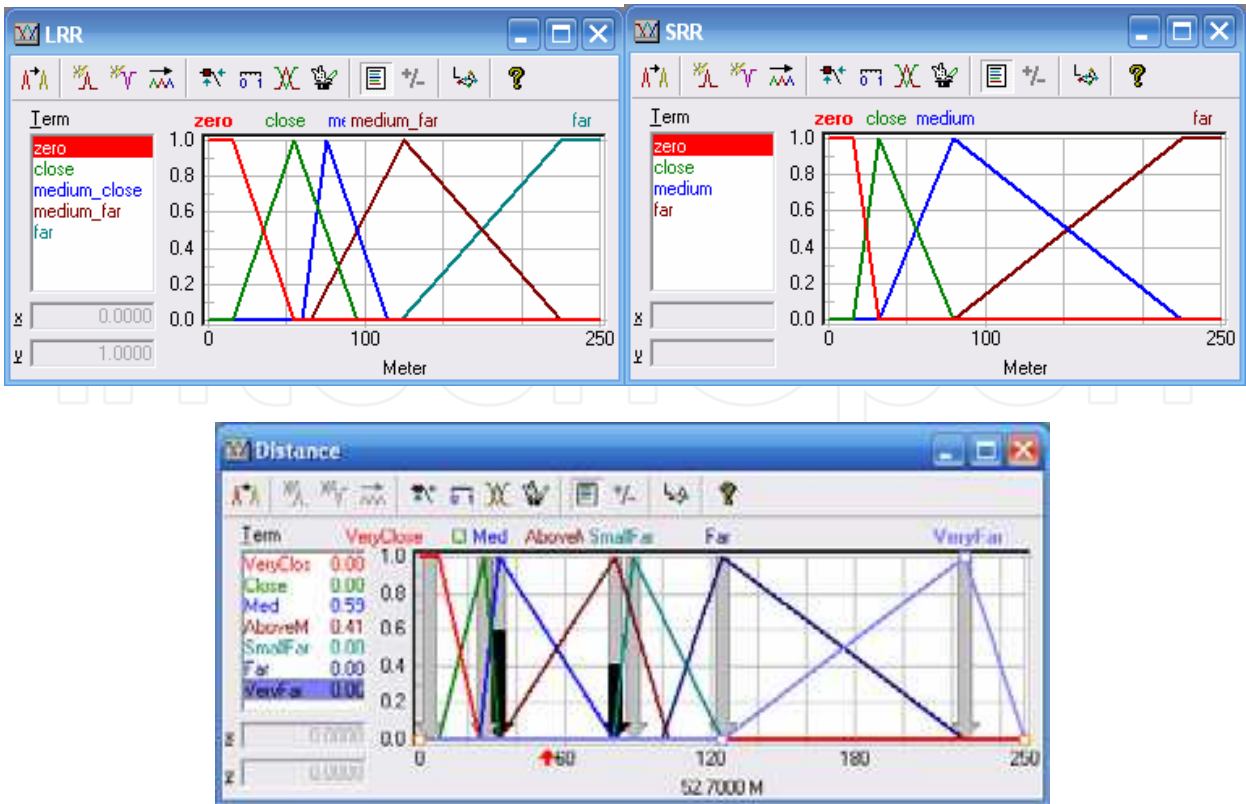 LRR
Term
zero close me medium_far far
zero
close
medium_close
medium_far
far
1.0
0.8
0.6
0.4
0.2
0.0
x 0.0000
y 1.0000
0 100 250
Meter
SRR
Term
zero close medium far
zero
close
medium
far
1.0
0.8
0.6
0.4
0.2
0.0
x
y
0 100 250
Meter
Distance
Term
VeryClose Med AboveM SmallFar Far VeryFar
VeryClos 0.00
Close 0.00
Med 0.59
AboveM 0.41
SmallFar 0.00
Far 0.00
VeryFar 0.00
1.0
0.8
0.6
0.4
0.2
0.0
0.0000
0.0000
0 60 120 180 250
52.7000 M